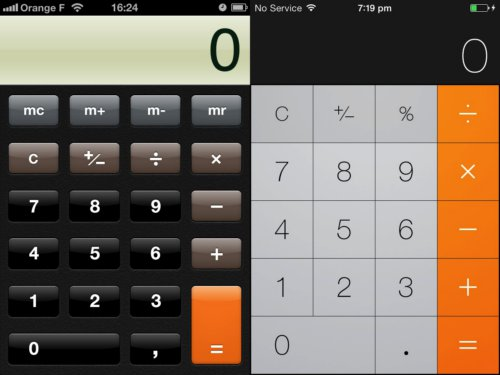 Orange F 16:24
0
mc m+ m- mr
C +/− ÷ ×
7 8 9 −
4 5 6 +
1 2 3
0 , =
No Service 7:19 pm
0
C +/− % ÷
7 8 9 ×
4 5 6 −
1 2 3 +
0 . =